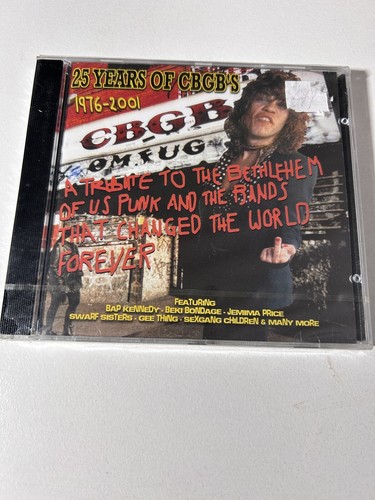 25 YEARS OF CBGB's
1976-2001
CBGB
OMFUG
A TRIBUTE TO THE BETHLEHEM
OF US PUNK AND THE BANDS
THAT CHANGED THE WORLD
FOREVER
FEATURING
BAP KENNEDY - BEKI BONDAGE - JEMIMA PRICE
SWARF SISTERS - GEE THING - SEXGANG CHILDREN & MANY MORE